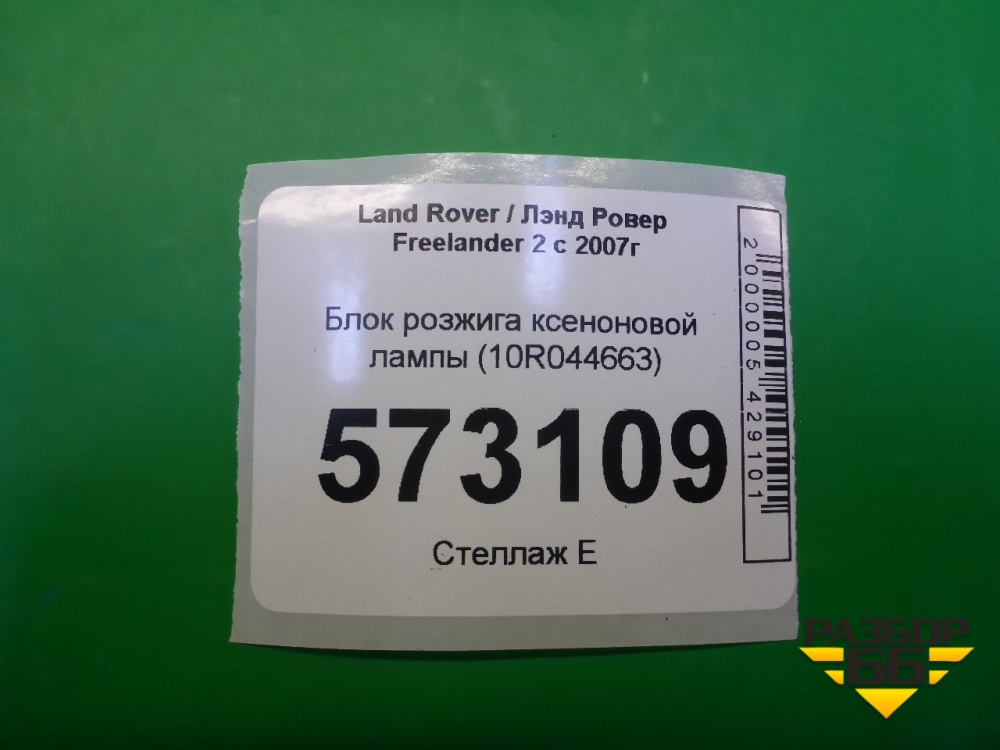 Land Rover / Лэнд Ровер
Freelander 2 с 2007г
Блок розжига ксеноновой
лампы (10R044663)
573109
Стеллаж Е
2000005429101
РАЗБОР
66